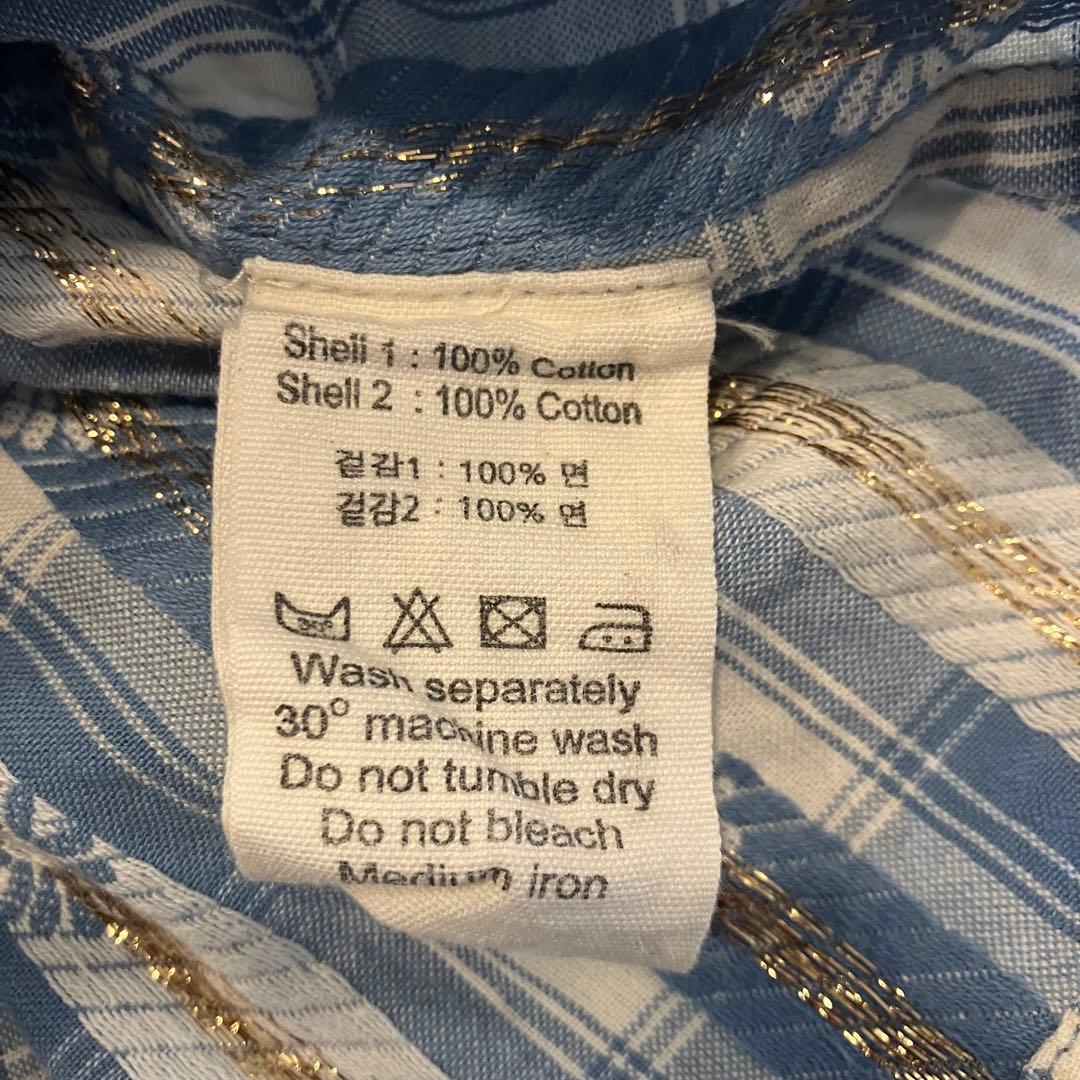 Shell 1 : 100% Cotton
Shell 2 : 100% Cotton
겉감1 : 100% 면
겉감2 : 100% 면
Wash separately
30° machine wash
Do not tumble dry
Do not bleach
Medium iron